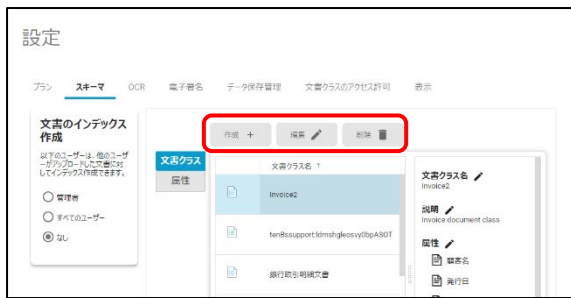 設定
プラン スキーマ OCR 電子署名 データ保存管理 文書クラスのアクセス許可 表示
文書のインデックス
作成
以下のユーザーは、他のユーザ
ーがアップロードした文書に対
してインデックス作成できます。
管理者
すべてのユーザー
なし
作成 + 編集 削除
文書クラス
属性
文書クラス名 ↑
Invoice2
銀行取引明細文書
文書クラス名
Invoice2
説明
Invoice document class
属性
顧客名
発行日